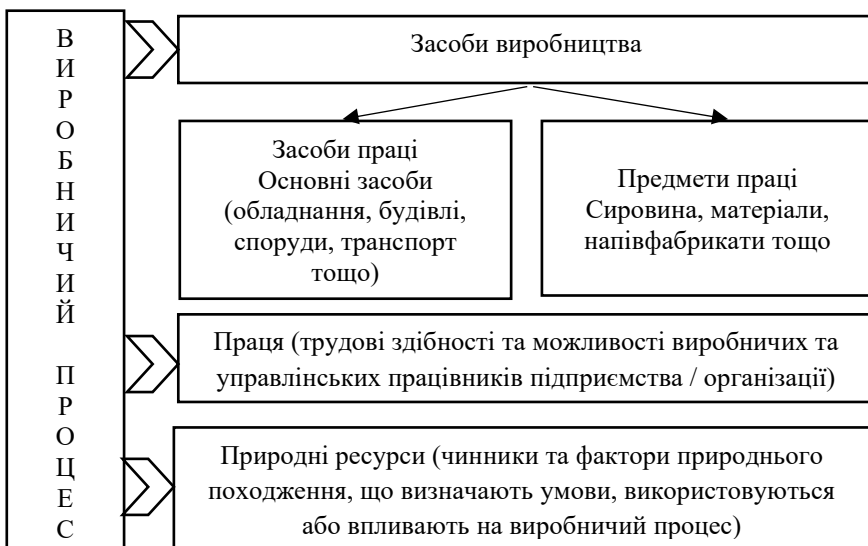 ВИРОБНИЧИЙ ПРОЦЕС
Засоби виробництва
Засоби праці
Основні засоби
(обладнання, будівлі,
споруди, транспорт
тощо)
Предмети праці
Сировина, матеріали,
напівфабрикати тощо
Праця (трудові здібності та можливості виробничих та
управлінських працівників підприємства / організації)
Природні ресурси (чинники та фактори природнього
походження, що визначають умови, використовуються
або впливають на виробничий процес)